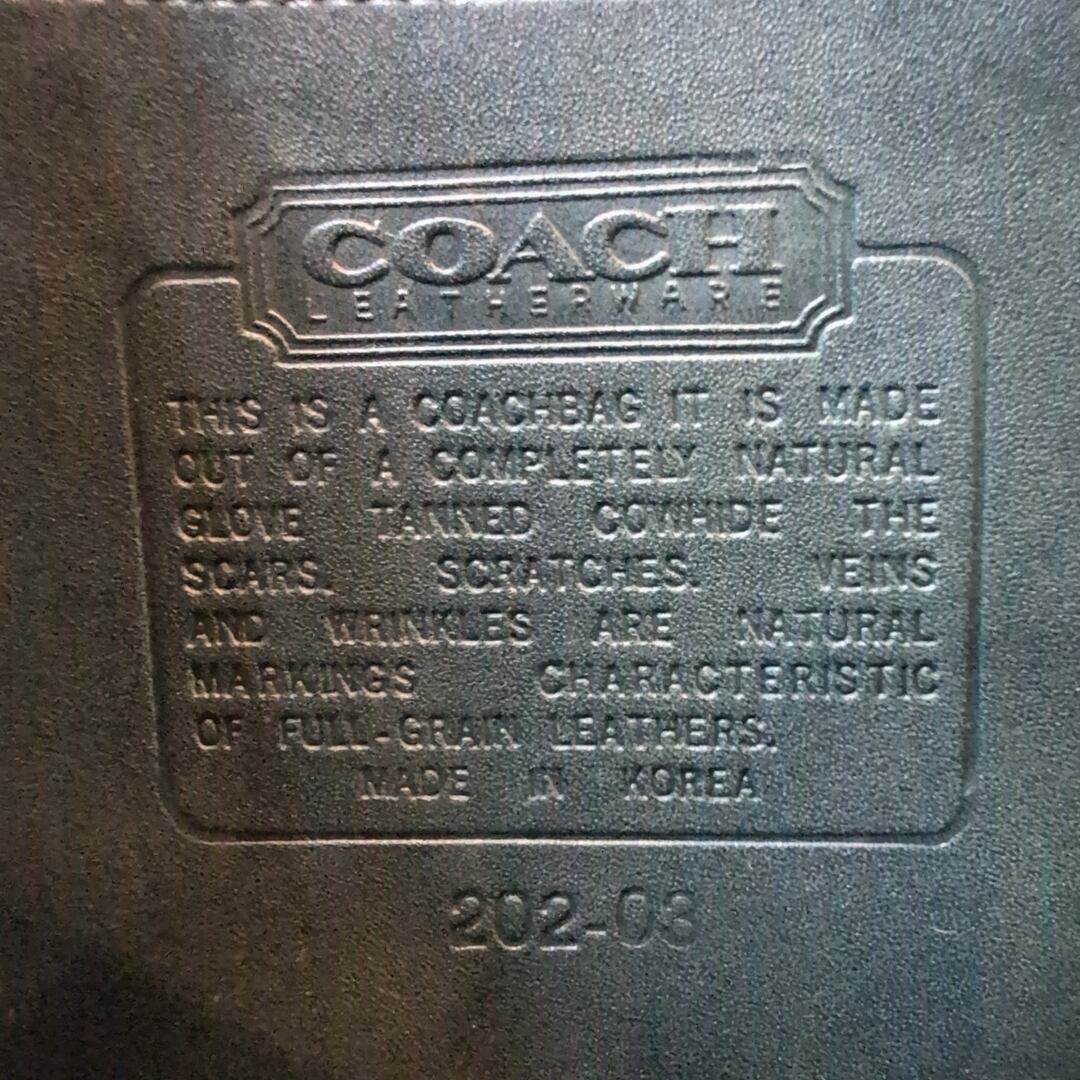 COACH
LEATHERWARE
THIS IS A COACHBAG IT IS MADE
OUT OF A COMPLETELY NATURAL
GLOVE TANNED COWHIDE THE
SCARS, SCRATCHES, VEINS
AND WRINKLES ARE NATURAL
MARKINGS CHARACTERISTIC
OF FULL-GRAIN LEATHERS.
MADE IN KOREA
202-03